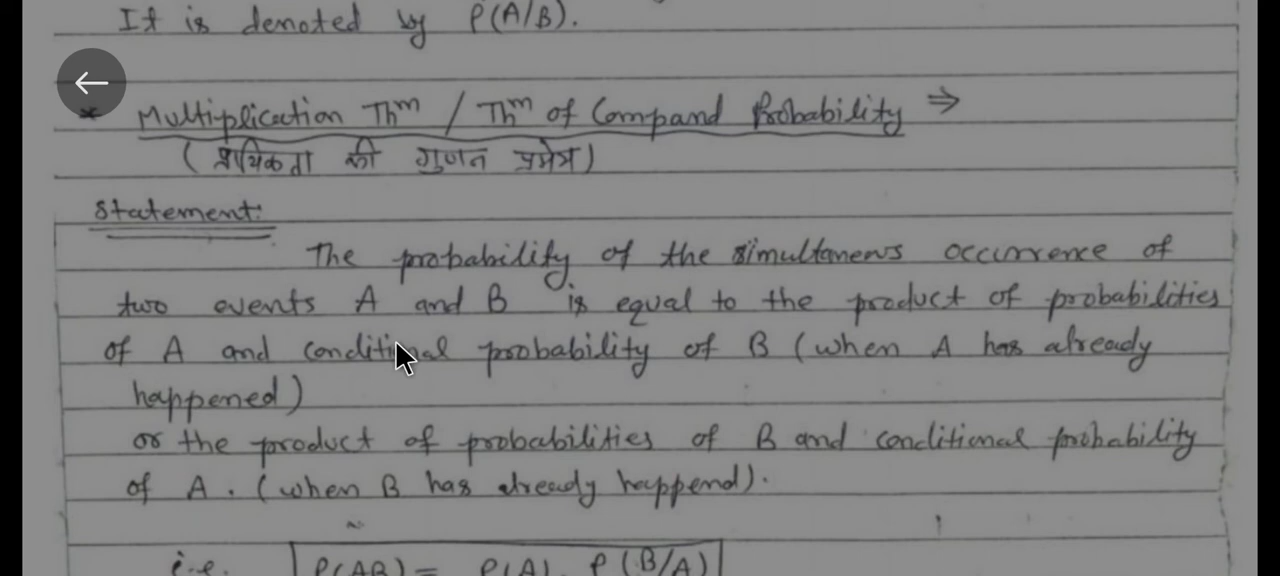 It is denoted by P(A/B).
* Multiplication Thm / Thm of Compand Probability ⇒
(प्रायिकता की गुणन प्रमेत्र)
Statement:
The probability of the simultanews occurrence of
two events A and B is equal to the product of probabilities
of A and conditional probability of B (when A has already
happened)
or the product of probabilities of B and conditional probability
of A. (when B has already happend).
i.e. P(AB) = P(A). P(B/A)